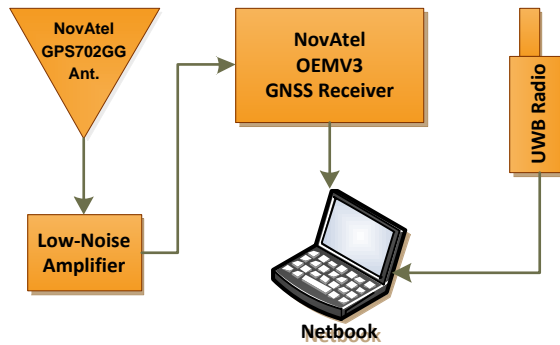 NovAtel
GPS702GG
Ant.
NovAtel
OEMV3
GNSS Receiver
UWB Radio
Low-Noise
Amplifier
Netbook